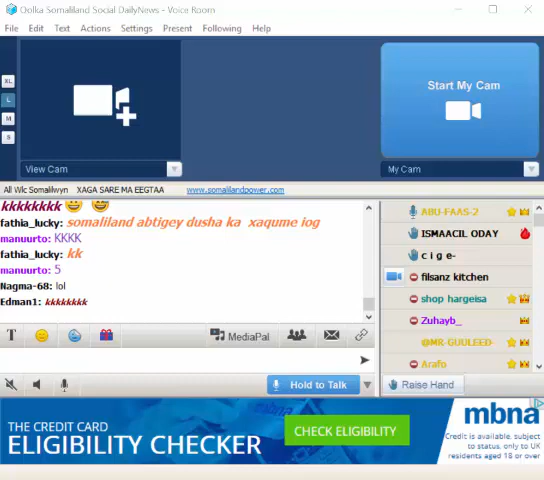 Oolka Somaliland Social DailyNews - Voice Room
File Edit Text Actions Settings Present Following Help
XL
L
M
S
View Cam
Start My Cam
My Cam
All Wlc Somalilwyn XAGA SARE MA EEGTAA www.somalilandpower.com
kkkkkkkk
fathia_lucky: somaliland abtigey dusha ka xaqume iog
manuurto: KKKK
fathia_lucky: kk
manuurto: 5
Nagma-68: lol
Edman1: kkkkkkkk
ABU-FAAS-2
ISMAACIL ODAY
c i g e-
filsanz kitchen
shop hargeisa
Zuhayb_
@MR-GUULEED-
Arafo
T
MediaPal
Hold to Talk
Raise Hand
THE CREDIT CARD
ELIGIBILITY CHECKER
CHECK ELIGIBILITY
mbna
Credit is available, subject
to status, only to UK
residents aged 18 or over